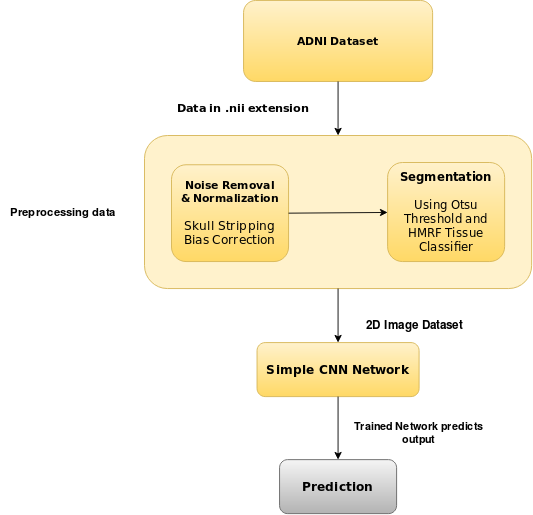 ADNI Dataset
Data in .nii extension
Preprocessing data
Noise Removal
& Normalization
Skull Stripping
Bias Correction
Segmentation
Using Otsu
Threshold and
HMRF Tissue
Classifier
2D Image Dataset
Simple CNN Network
Trained Network predicts
output
Prediction